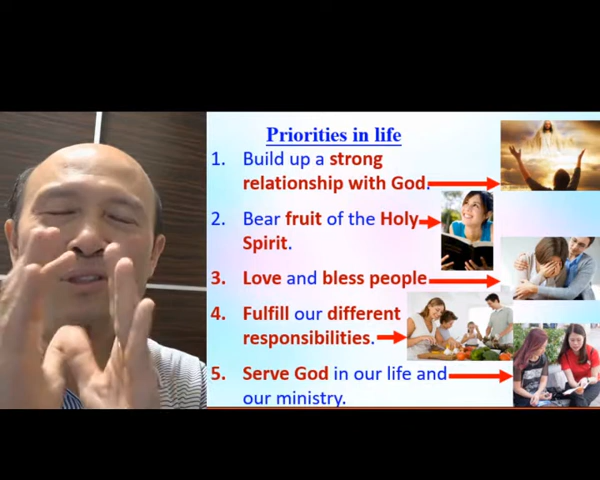 Priorities in life
1. Build up a strong
relationship with God.
2. Bear fruit of the Holy
Spirit.
3. Love and bless people
4. Fulfill our different
responsibilities.
5. Serve God in our life and
our ministry.